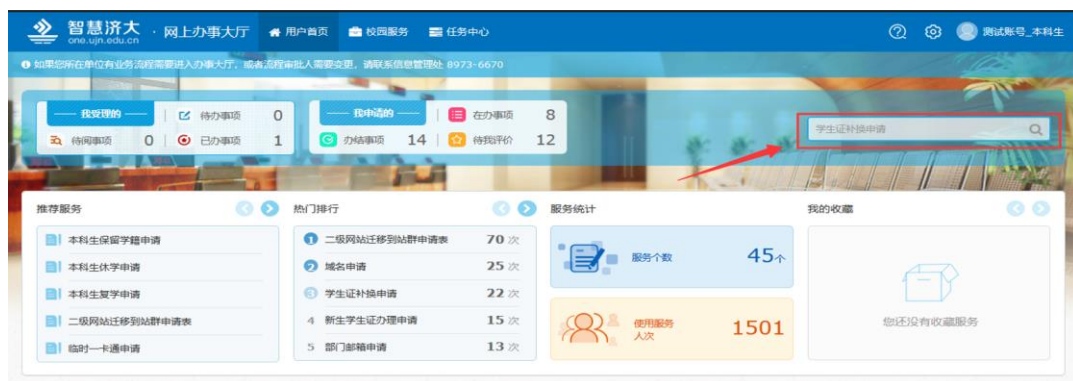 智慧济大 · 网上办事大厅 用户首页 校园服务 任务中心 测试账号_本科生
one.ujn.edu.cn
如果您所在单位有业务流程需要进入办事大厅，或者流程审批人需要变更，请联系信息管理处 8973-6670
我受理的 待办事项 0
待阅事项 0 已办事项 1
我申请的 在办事项 8
办结事项 14 待我评价 12
学生证补换申请
推荐服务
本科生保留学籍申请
本科生休学申请
本科生复学申请
二级网站迁移到站群申请表
临时一卡通申请
热门排行
1 二级网站迁移到站群申请表 70 次
2 域名申请 25 次
3 学生证补换申请 22 次
4 新生学生证办理申请 15 次
5 部门邮箱申请 13 次
服务统计
服务个数 45个
使用服务
人次 1501
我的收藏
您还没有收藏服务